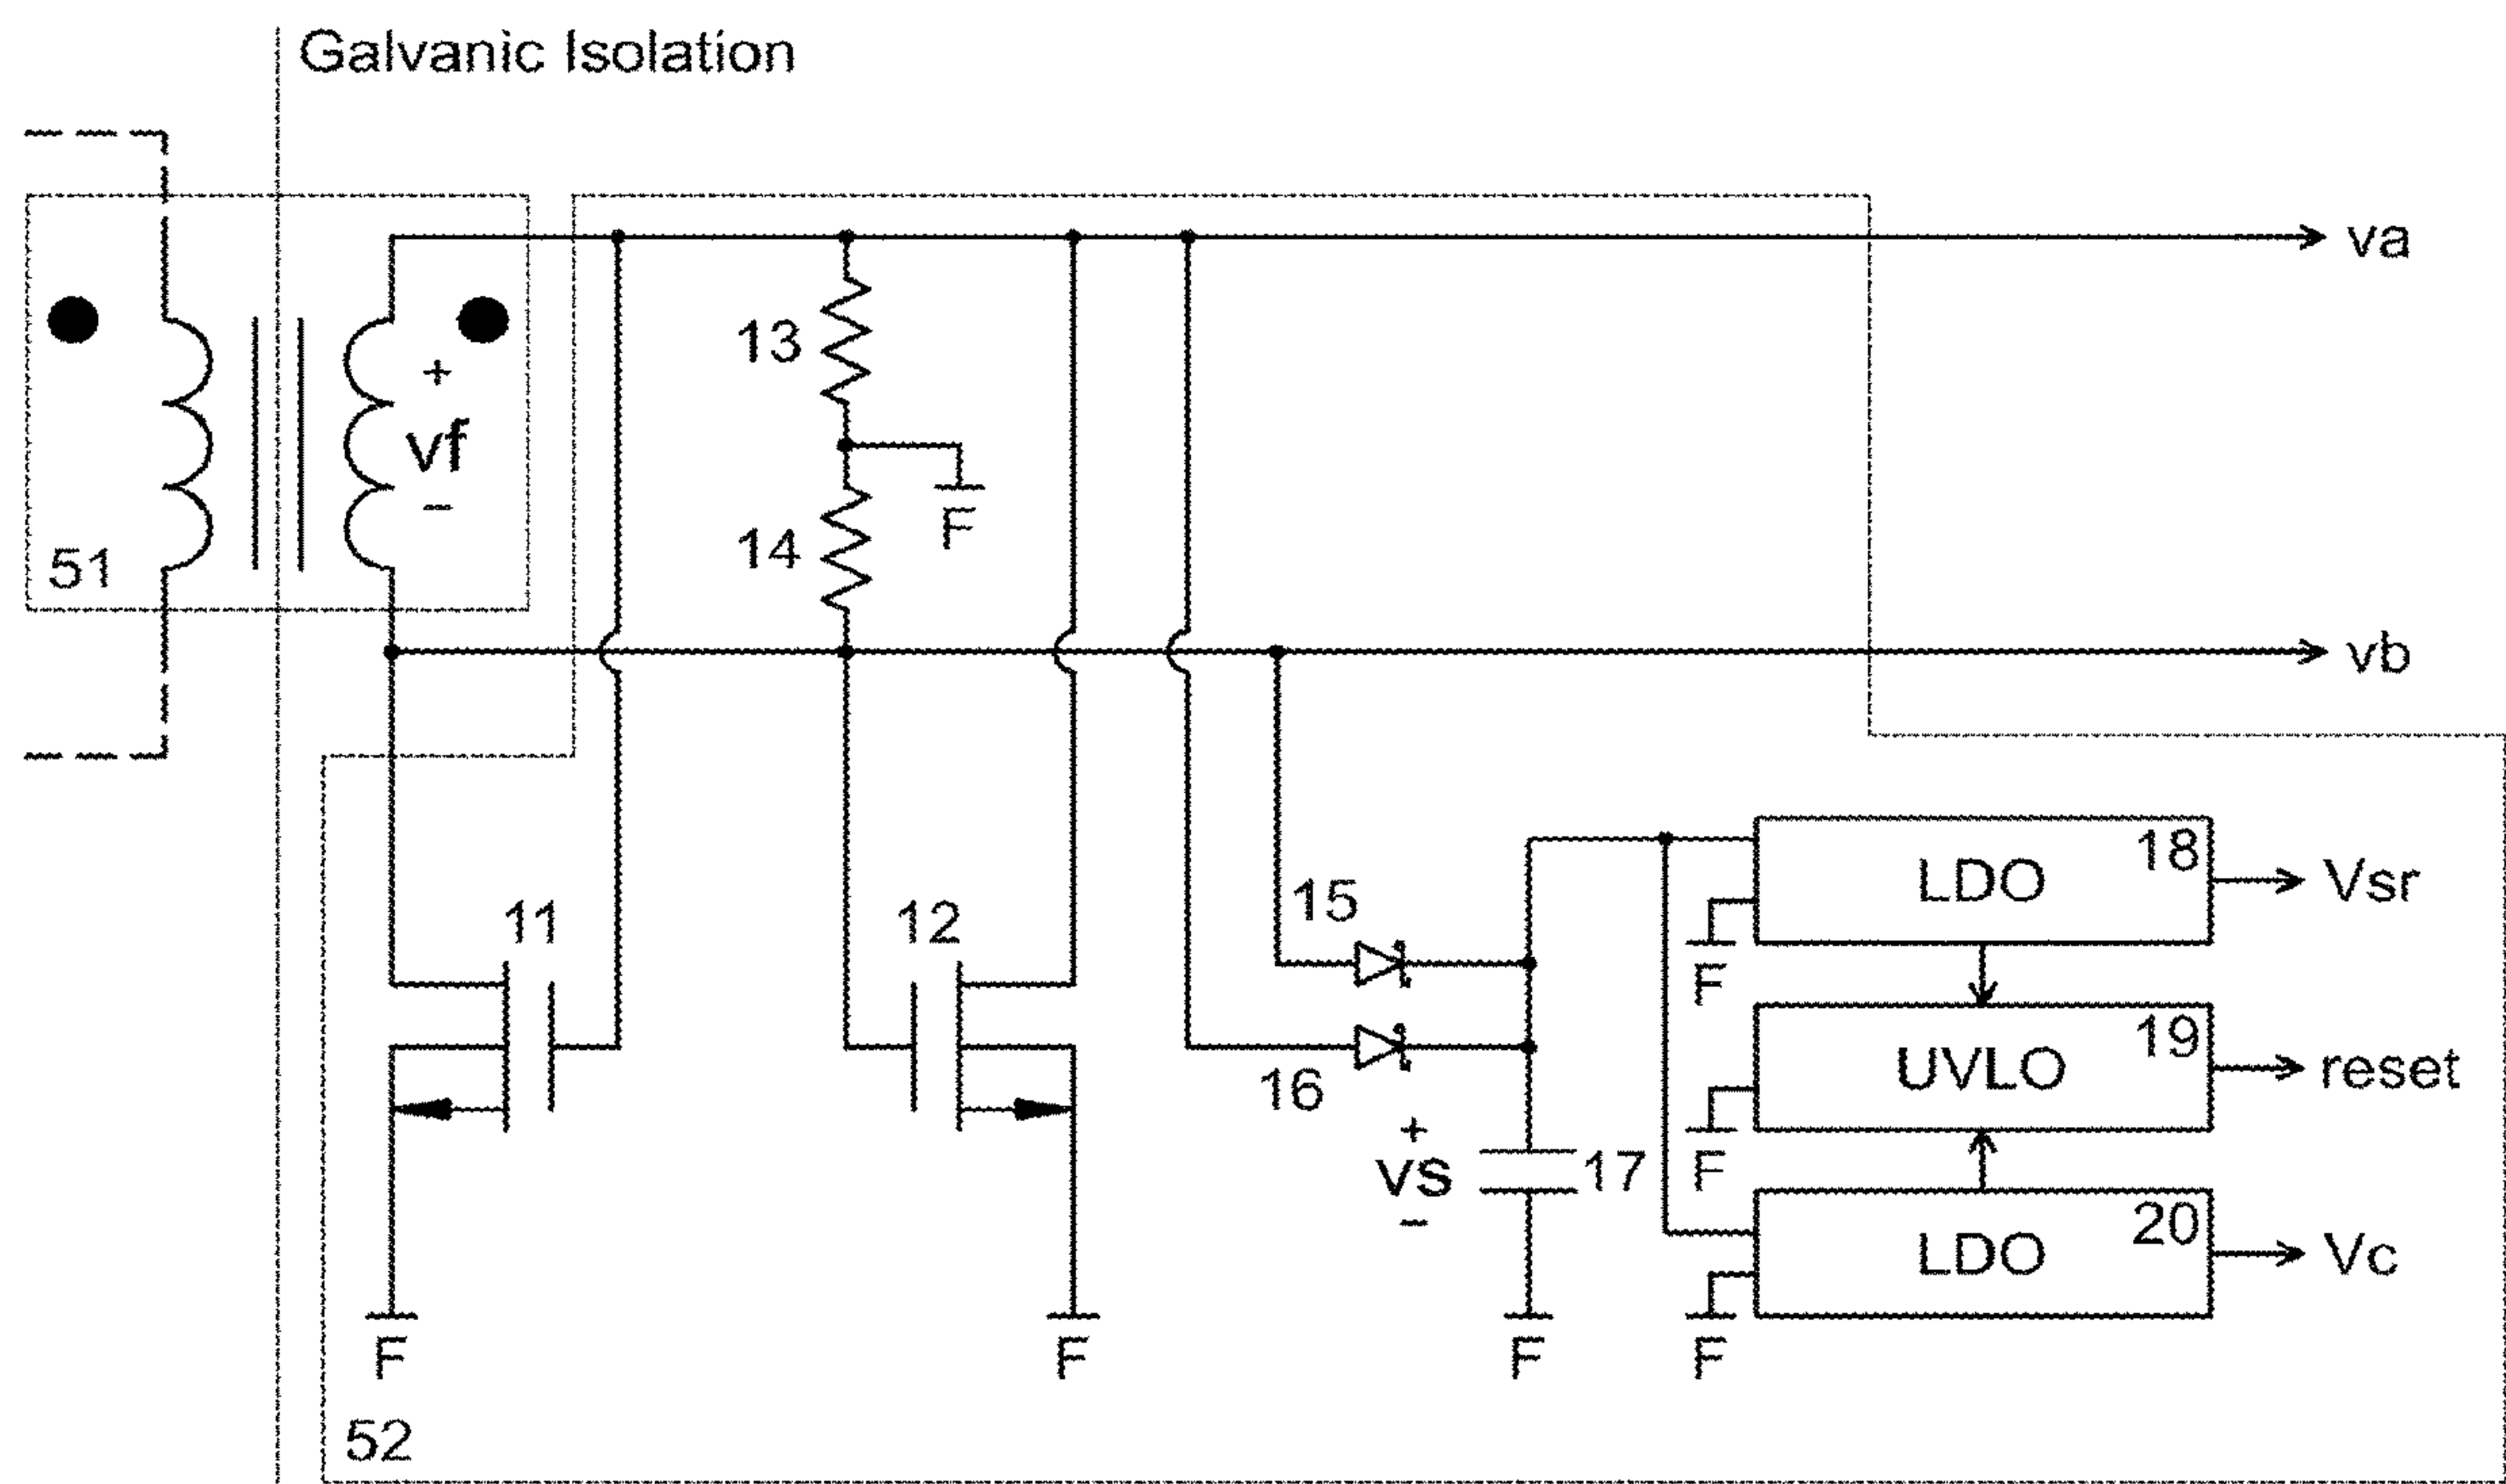 Galvanic Isolation
va
13
+
vf
−
F
14
51
vb
15
18
LDO
Vsr
11
12
F
19
UVLO
reset
16
+
vs
−
17
F
20
LDO
Vc
F
F
F
F
52